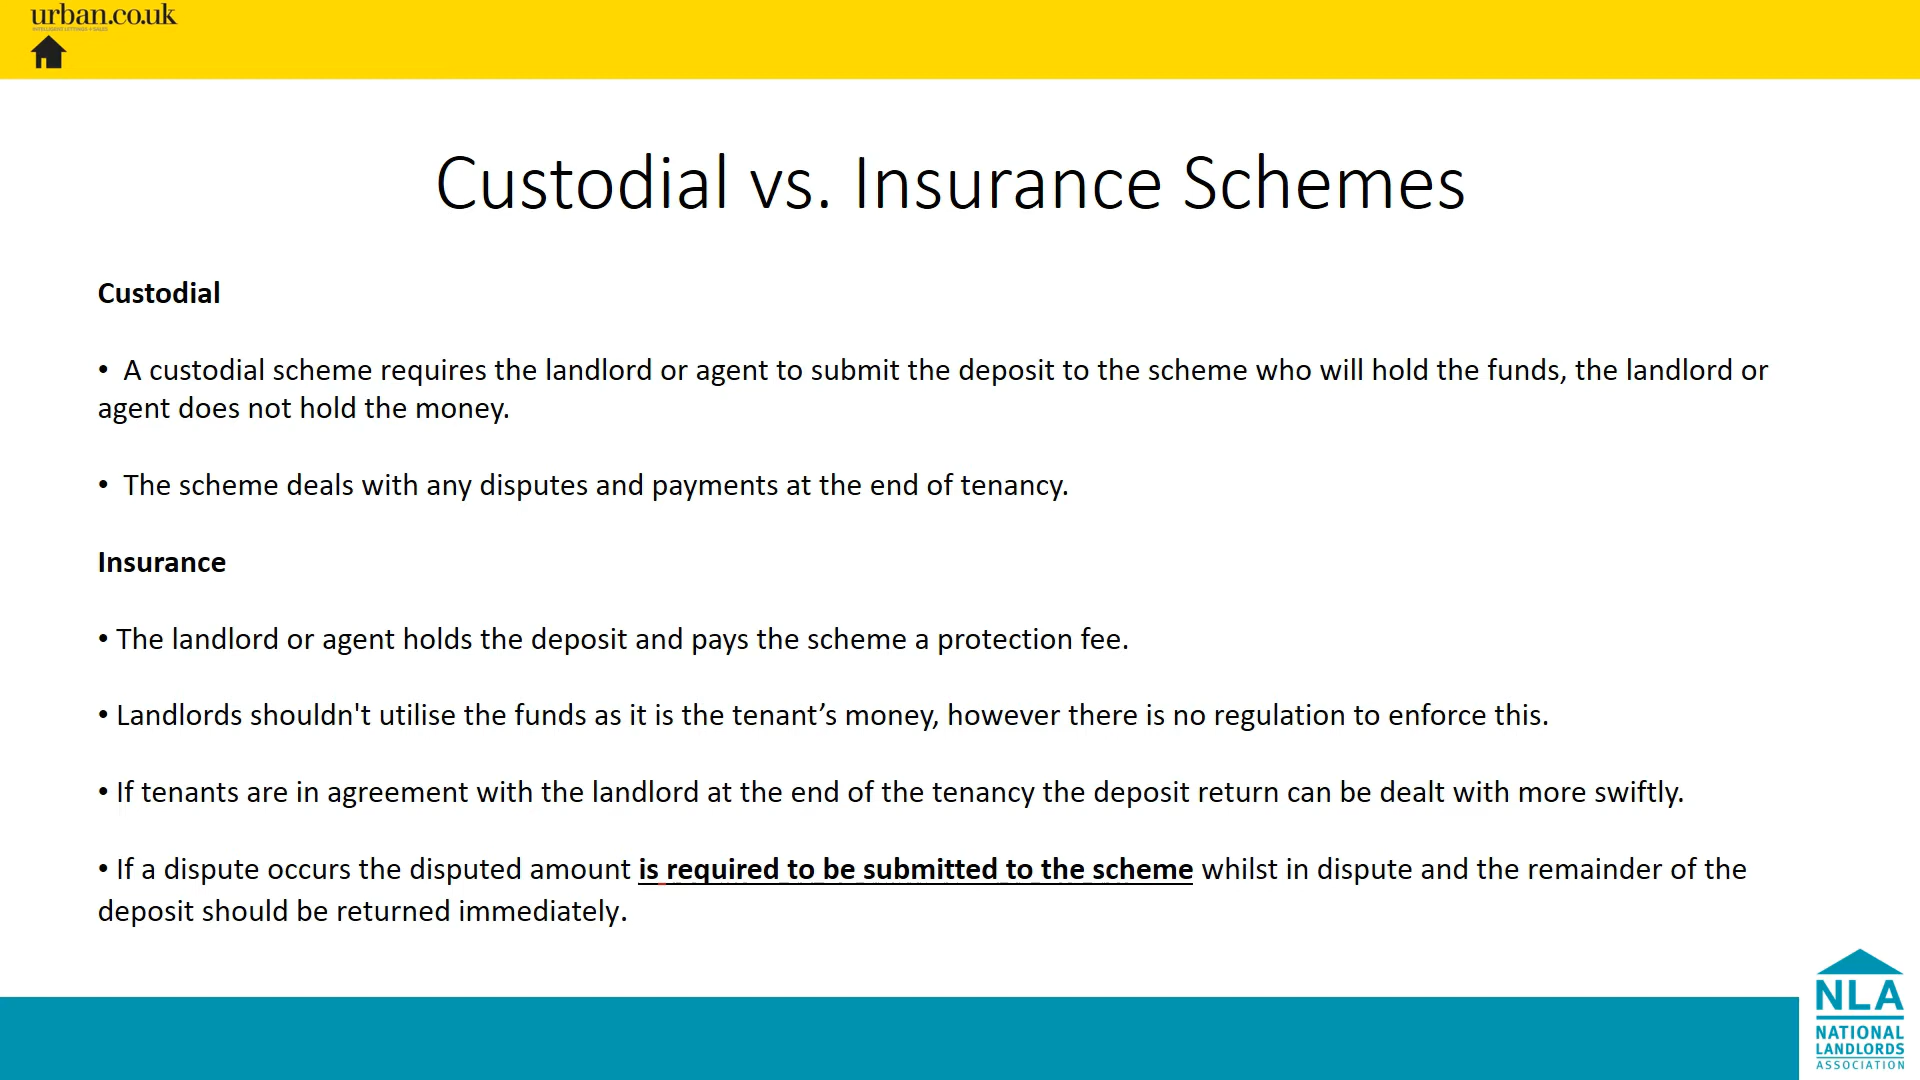 urban.co.uk
INTELLIGENT LETTINGS + SALES
Custodial vs. Insurance Schemes
Custodial
• A custodial scheme requires the landlord or agent to submit the deposit to the scheme who will hold the funds, the landlord or
agent does not hold the money.
• The scheme deals with any disputes and payments at the end of tenancy.
Insurance
• The landlord or agent holds the deposit and pays the scheme a protection fee.
• Landlords shouldn't utilise the funds as it is the tenant’s money, however there is no regulation to enforce this.
• If tenants are in agreement with the landlord at the end of the tenancy the deposit return can be dealt with more swiftly.
• If a dispute occurs the disputed amount is required to be submitted to the scheme whilst in dispute and the remainder of the
deposit should be returned immediately.
NLA
NATIONAL
LANDLORDS
ASSOCIATION